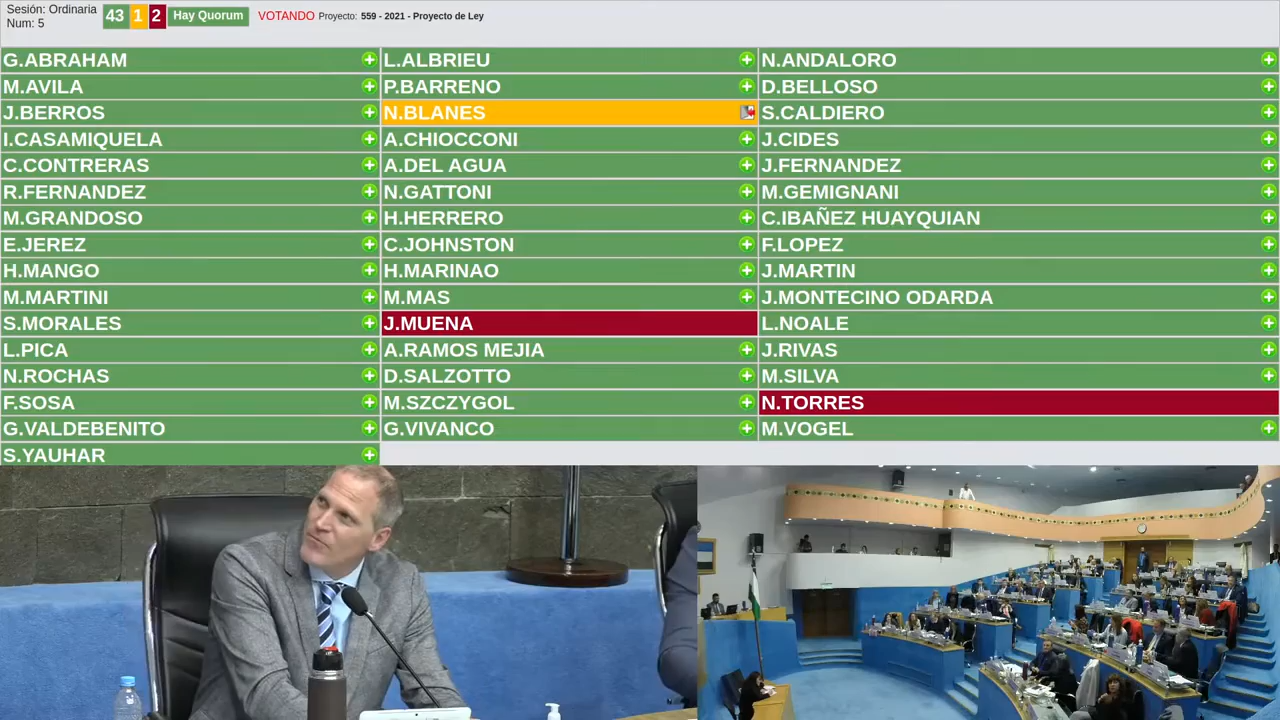 Sesión: Ordinaria
Num: 5
43 1 2 Hay Quorum VOTANDO Proyecto: 559 - 2021 - Proyecto de Ley
G.ABRAHAM L.ALBRIEU N.ANDALORO
M.AVILA P.BARRENO D.BELLOSO
J.BERROS N.BLANES S.CALDIERO
I.CASAMIQUELA A.CHIOCCONI J.CIDES
C.CONTRERAS A.DEL AGUA J.FERNANDEZ
R.FERNANDEZ N.GATTONI M.GEMIGNANI
M.GRANDOSO H.HERRERO C.IBAÑEZ HUAYQUIAN
E.JEREZ C.JOHNSTON F.LOPEZ
H.MANGO H.MARINAO J.MARTIN
M.MARTINI M.MAS J.MONTECINO ODARDA
S.MORALES J.MUENA L.NOALE
L.PICA A.RAMOS MEJIA J.RIVAS
N.ROCHAS D.SALZOTTO M.SILVA
F.SOSA M.SZCZYGOL N.TORRES
G.VALDEBENITO G.VIVANCO M.VOGEL
S.YAUHAR